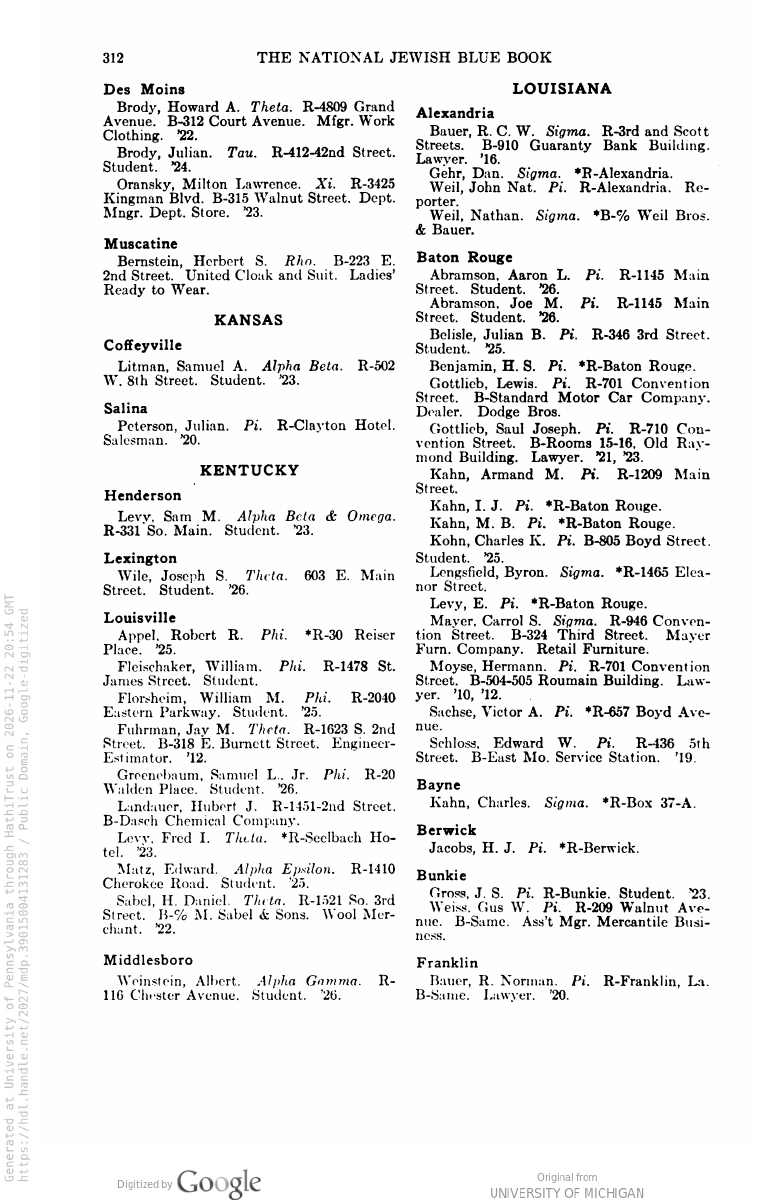 312
THE NATIONAL JEWISH BLUE BOOK
Des Moins
Brody, Howard A. Theta. R-4809 Grand
Avenue. B-312 Court Avenue. Mfgr. Work
Clothing. '22.
Brody, Julian. Tau. R-412-42nd Street.
Student. '24.
Oransky, Milton Lawrence. Xi. R-3425
Kingman Blvd. B-315 Walnut Street. Dept.
Mngr. Dept. Store. '23.
Muscatine
Bernstein, Herbert S. Rho. B-223 E.
2nd Street. United Cloak and Suit. Ladies'
Ready to Wear.
KANSAS
Coffeyville
Litman, Samuel A. Alpha Beta. R-502
W. 8th Street. Student. '23.
Salina
Peterson, Julian. Pi. R-Clayton Hotel.
Salesman. '20.
KENTUCKY
Henderson
Levy, Sam M. Alpha Beta & Omega.
R-331 So. Main. Student. '23.
Lexington
Wile, Joseph S. Theta. 603 E. Main
Street. Student. '26.
Louisville
Appel, Robert R. Phi. *R-30 Reiser
Place. '25.
Fleischaker, William. Phi. R-1478 St.
James Street. Student.
Florsheim, William M. Phi. R-2040
Eastern Parkway. Student. '25.
Fuhrman, Jay M. Theta. R-1623 S. 2nd
Street. B-318 E. Burnett Street. Engineer-
Estimator. '12.
Greenebaum, Samuel L., Jr. Phi. R-20
Walden Place. Student. '26.
Landauer, Hubert J. R-1451-2nd Street.
B-Dasch Chemical Company.
Levy, Fred I. Theta. *R-Seelbach Ho-
tel. '23.
Matz, Edward. Alpha Epsilon. R-1410
Cherokee Road. Student. '25.
Sabel, H. Daniel. Theta. R-1521 So. 3rd
Street. B-% M. Sabel & Sons. Wool Mer-
chant. '22.
Middlesboro
Weinstein, Albert. Alpha Gamma. R-
116 Chester Avenue. Student. '26.
LOUISIANA
Alexandria
Bauer, R. C. W. Sigma. R-3rd and Scott
Streets. B-910 Guaranty Bank Building.
Lawyer. '16.
Gehr, Dan. Sigma. *R-Alexandria.
Weil, John Nat. Pi. R-Alexandria. Re-
porter.
Weil, Nathan. Sigma. *B-% Weil Bros.
& Bauer.
Baton Rouge
Abramson, Aaron L. Pi. R-1145 Main
Street. Student. '26.
Abramson, Joe M. Pi. R-1145 Main
Street. Student. '26.
Belisle, Julian B. Pi. R-346 3rd Street.
Student. '25.
Benjamin, H. S. Pi. *R-Baton Rouge.
Gottlieb, Lewis. Pi. R-701 Convention
Street. B-Standard Motor Car Company.
Dealer. Dodge Bros.
Gottlieb, Saul Joseph. Pi. R-710 Con-
vention Street. B-Rooms 15-16, Old Ray-
mond Building. Lawyer. '21, '23.
Kahn, Armand M. Pi. R-1209 Main
Street.
Kahn, I. J. Pi. *R-Baton Rouge.
Kahn, M. B. Pi. *R-Baton Rouge.
Kohn, Charles K. Pi. B-805 Boyd Street.
Student. '25.
Lengsfield, Byron. Sigma. *R-1465 Elea-
nor Street.
Levy, E. Pi. *R-Baton Rouge.
Mayer, Carrol S. Sigma. R-946 Conven-
tion Street. B-324 Third Street. Mayer
Furn. Company. Retail Furniture.
Moyse, Hermann. Pi. R-701 Convention
Street. B-504-505 Roumain Building. Law-
yer. '10, '12.
Sachse, Victor A. Pi. *R-657 Boyd Ave-
nue.
Schloss, Edward W. Pi. R-436 5th
Street. B-East Mo. Service Station. '19.
Bayne
Kahn, Charles. Sigma. *R-Box 37-A.
Berwick
Jacobs, H. J. Pi. *R-Berwick.
Bunkie
Gross, J. S. Pi. R-Bunkie. Student. '23.
Weiss, Gus W. Pi. R-209 Walnut Ave-
nue. B-Same. Ass't Mgr. Mercantile Busi-
ness.
Franklin
Bauer, R. Norman. Pi. R-Franklin, La.
B-Same. Lawyer. '20.
Generated at University of Pennsylvania through HathiTrust on 2026-11-22 20:54 GMT
https://hdl.handle.net/2027/mdp.39015004131283 / Public Domain, Google-digitized
Digitized by Google
Original from
UNIVERSITY OF MICHIGAN